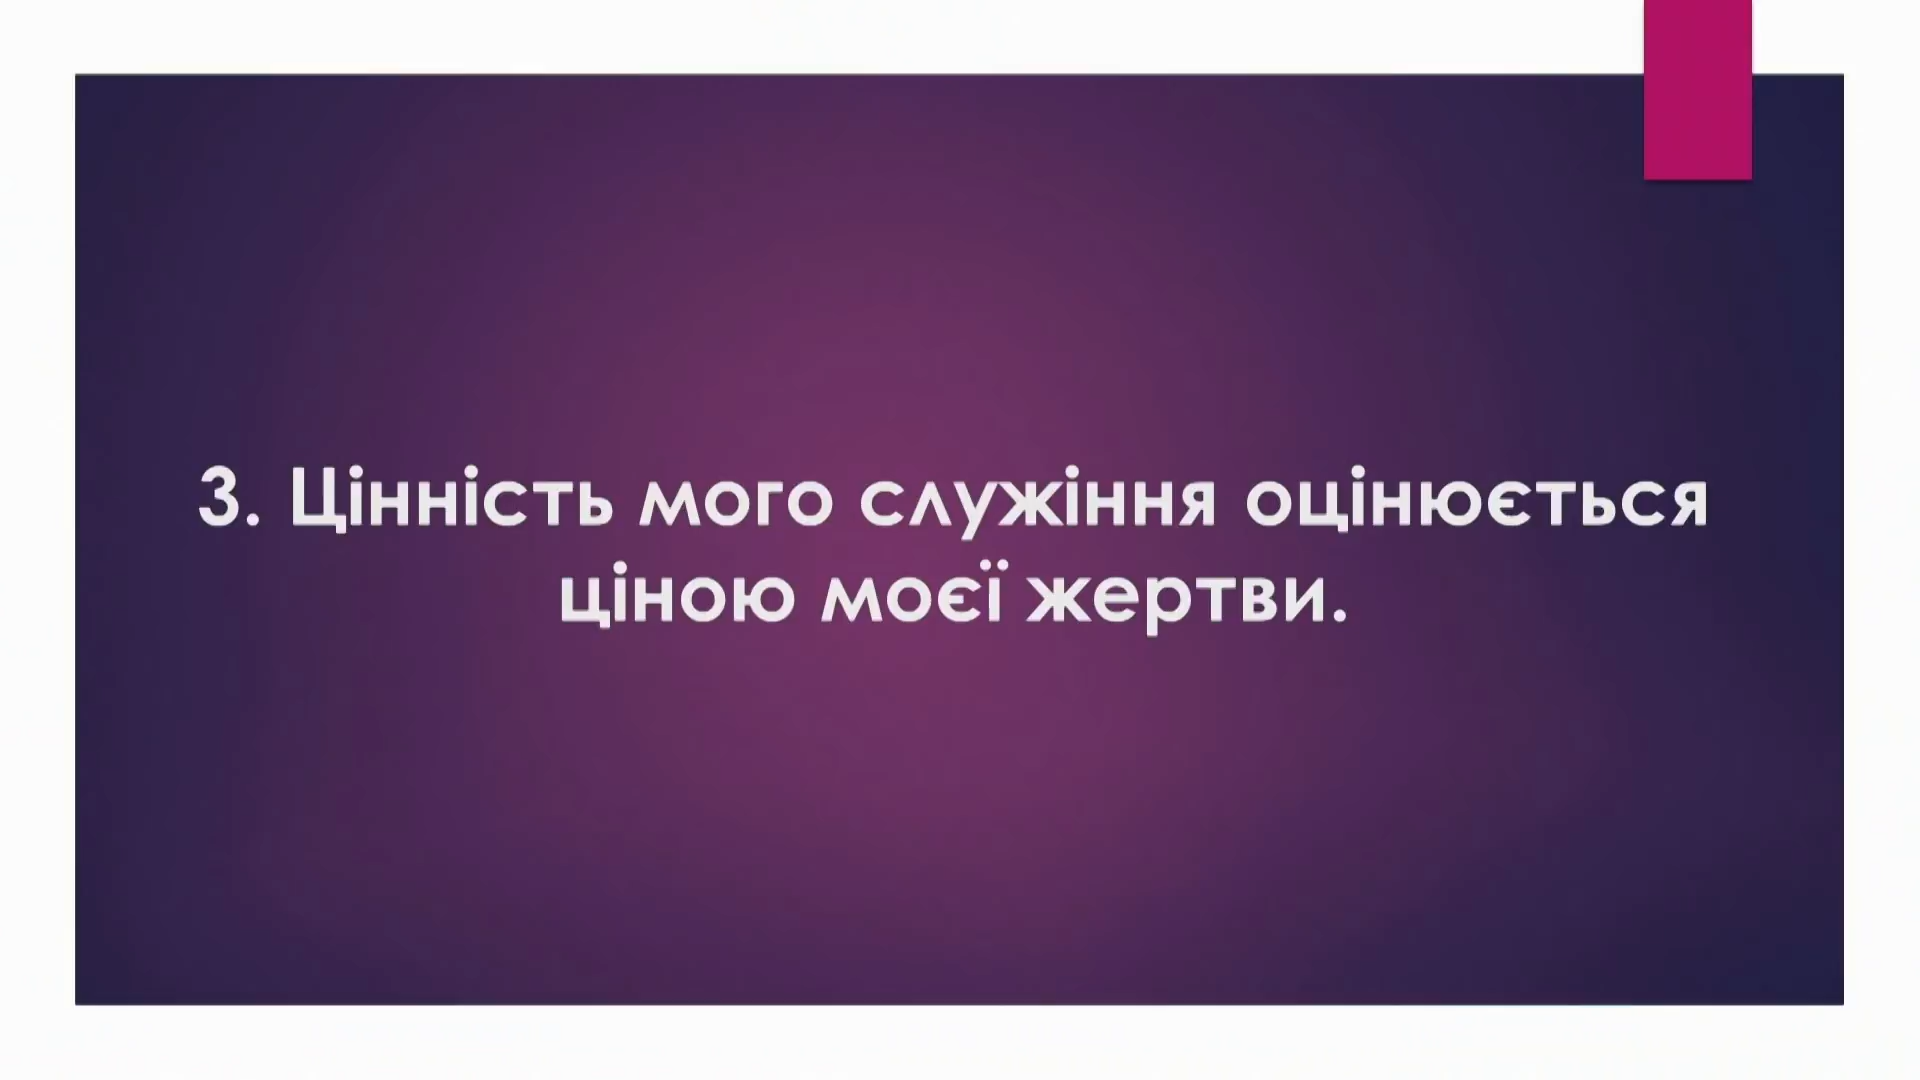 3. Цінність мого служіння оцінюється
ціною моєї жертви.